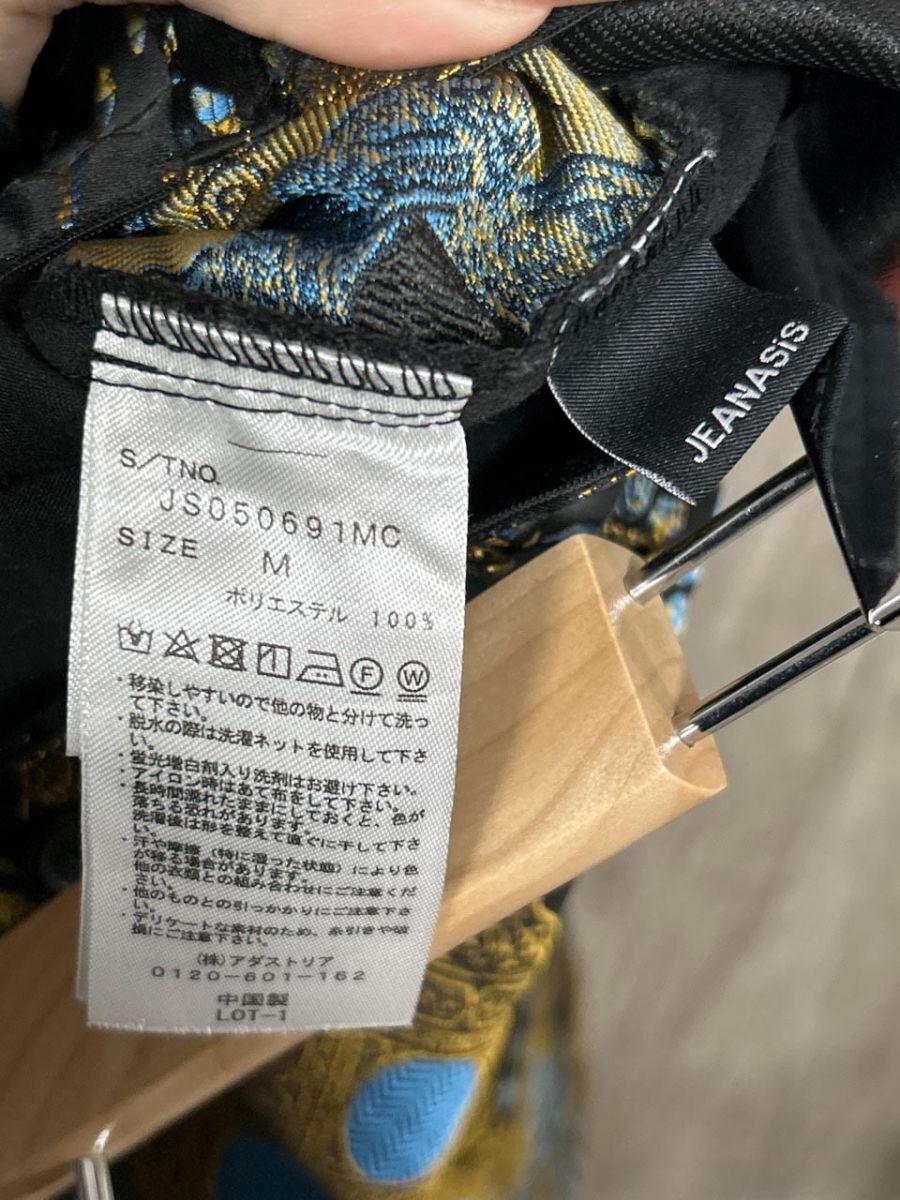 JEANASiS
S/TNO.
JS050691MC
SIZE M
ポリエステル 100%
F W
・移染しやすいので他の物と分けて洗っ
て下さい。
・脱水の際は洗濯ネットを使用して下さ
い。
・蛍光増白剤入り洗剤はお避け下さい。
・アイロン時はあて布をして下さい。
・長時間濡れたままにしておくと、色が
落ちる恐れがあります。
洗濯後は形を整えて直ぐに干して下さ
い。
・汗や摩擦（特に湿った状態）により色
が移る場合があります。
他の衣類との組み合わせにご注意くだ
さい。
・他のものとの引っかかりにご注意下さ
い。
・デリケートな素材のため、糸引きや破
損にご注意下さい。
(株)アダストリア
0120-601-162
中国製
LOT-1